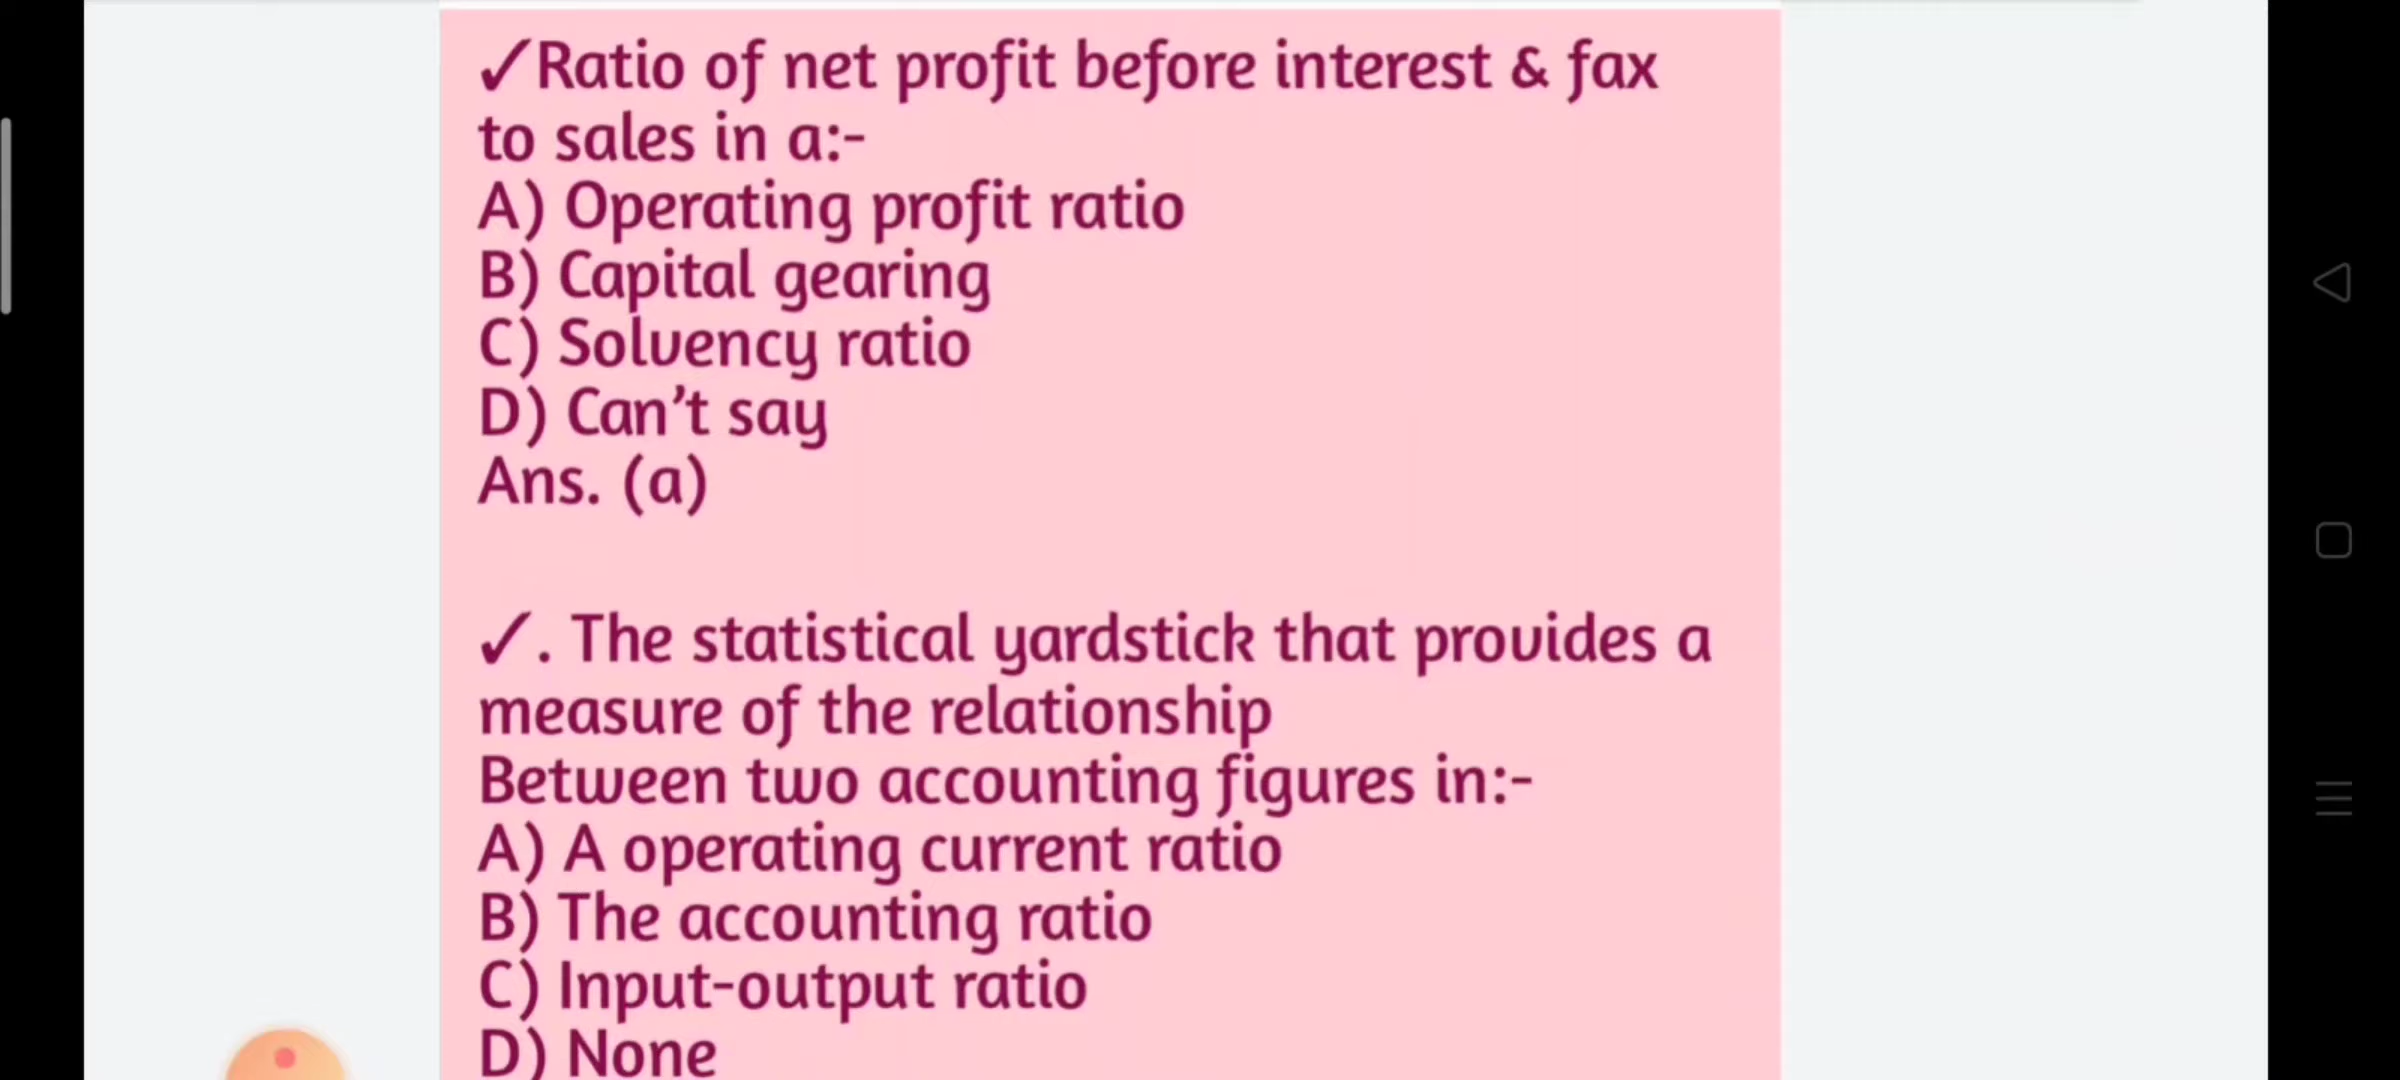 ✓Ratio of net profit before interest & fax
to sales in a:-
A) Operating profit ratio
B) Capital gearing
C) Solvency ratio
D) Can't say
Ans. (a)
✓. The statistical yardstick that provides a
measure of the relationship
Between two accounting figures in:-
A) A operating current ratio
B) The accounting ratio
C) Input-output ratio
D) None